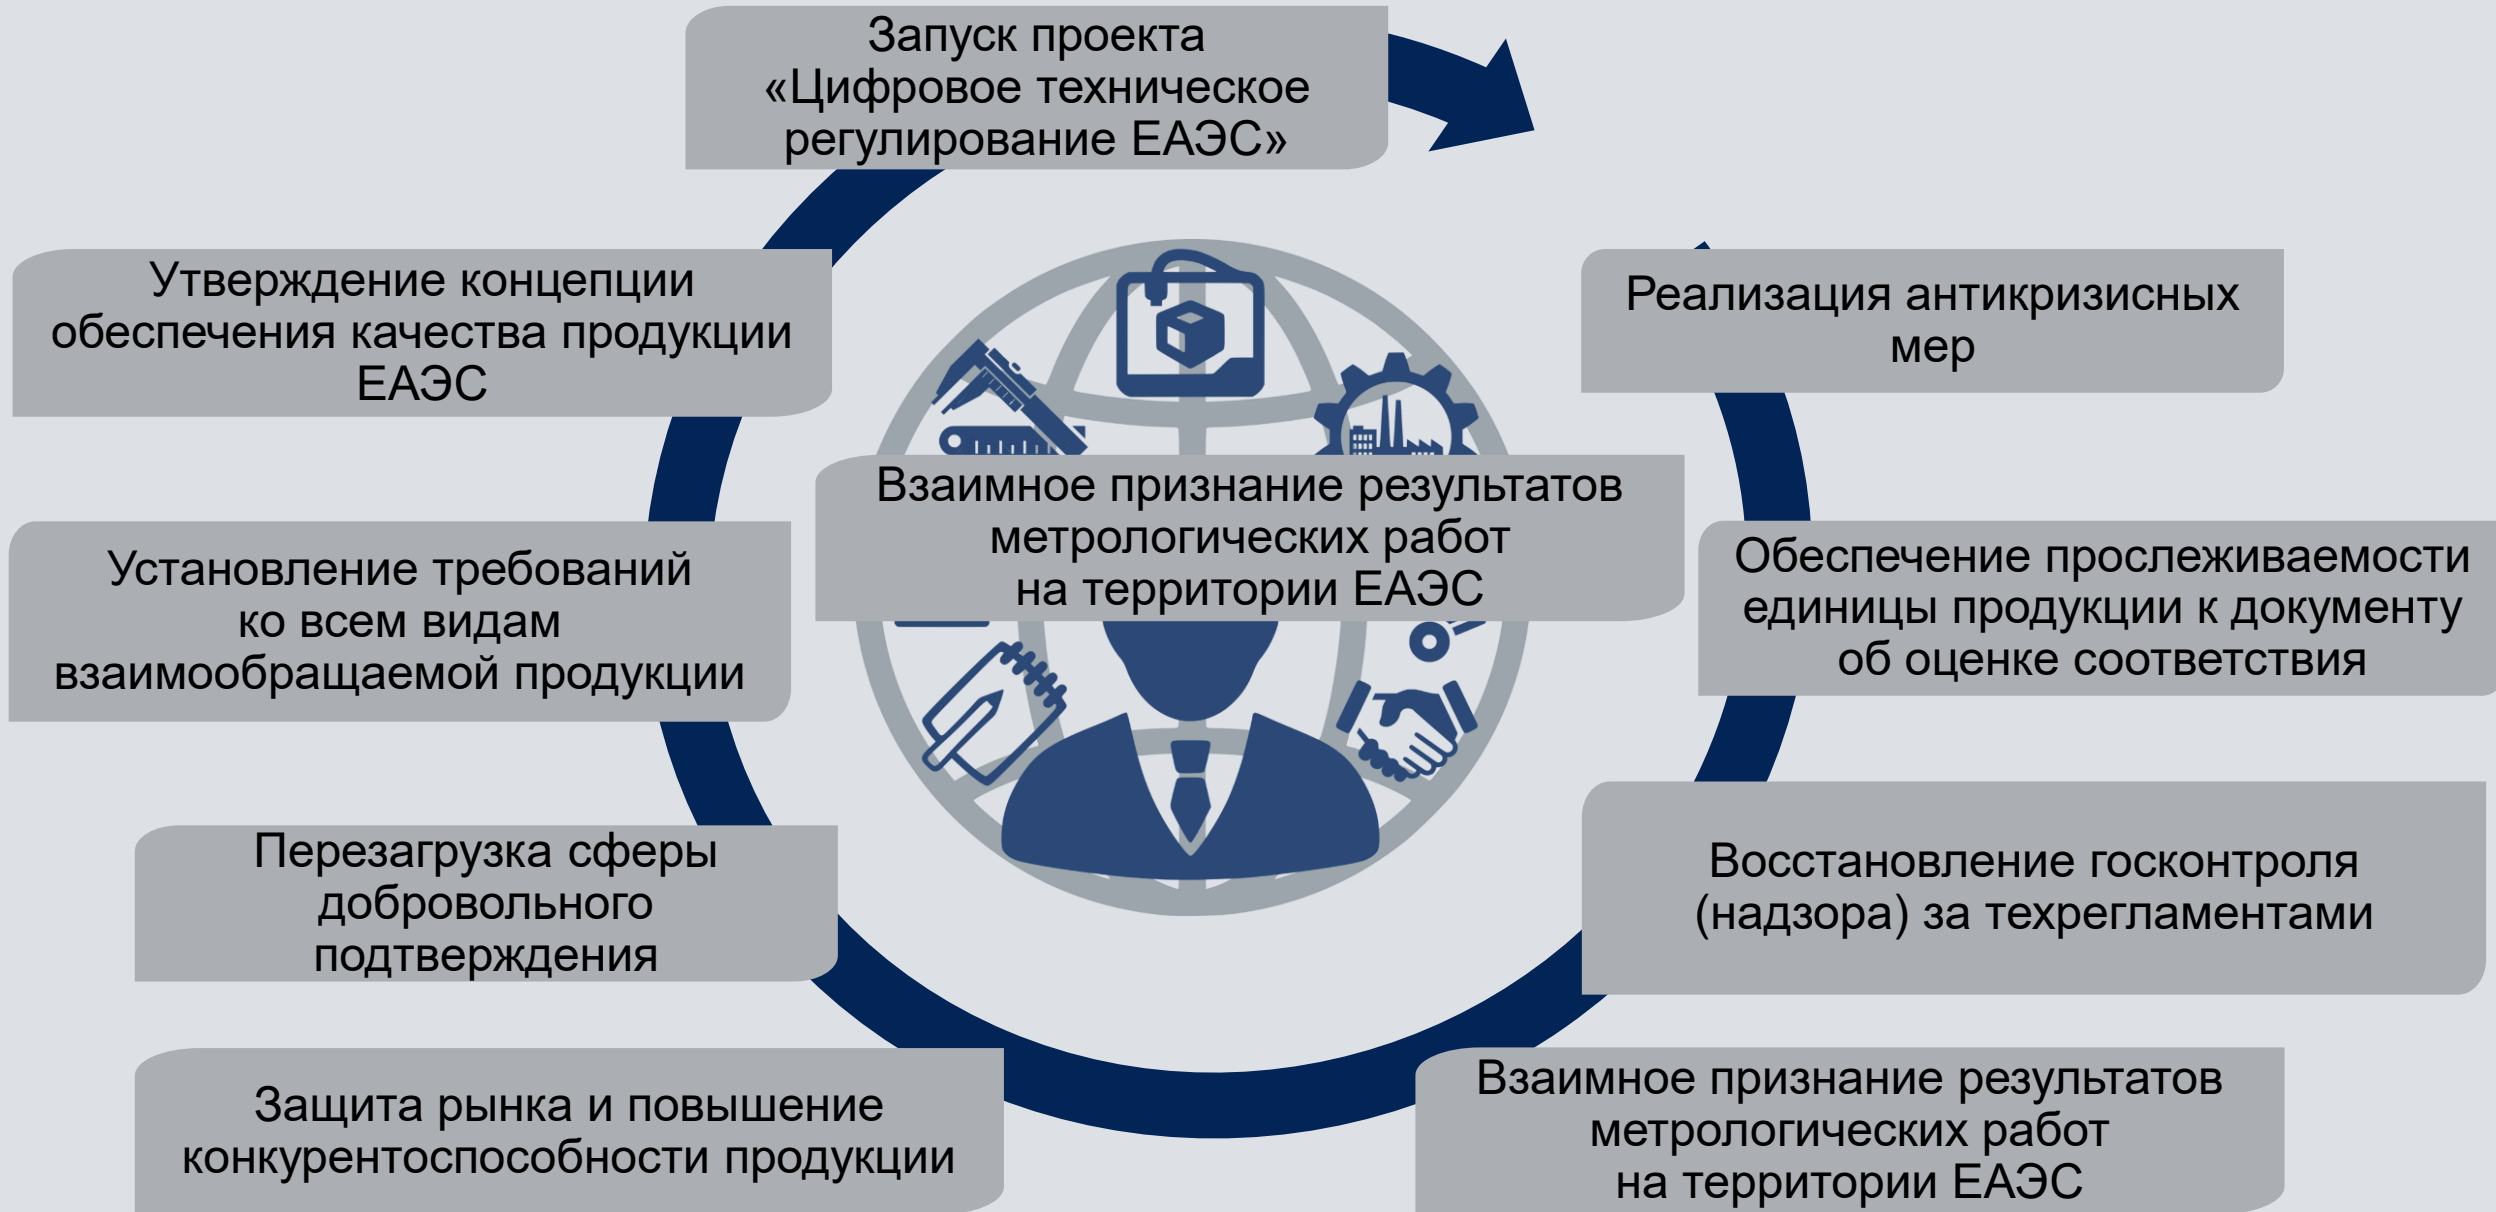 Запуск проекта
«Цифровое техническое
регулирование ЕАЭС»
Утверждение концепции
обеспечения качества продукции
ЕАЭС
Реализация антикризисных
мер
Взаимное признание результатов
метрологических работ
на территории ЕАЭС
Установление требований
ко всем видам
взаимообращаемой продукции
Обеспечение прослеживаемости
единицы продукции к документу
об оценке соответствия
Перезагрузка сферы
добровольного
подтверждения
Восстановление госконтроля
(надзора) за техрегламентами
Защита рынка и повышение
конкурентоспособности продукции
Взаимное признание результатов
метрологических работ
на территории ЕАЭС